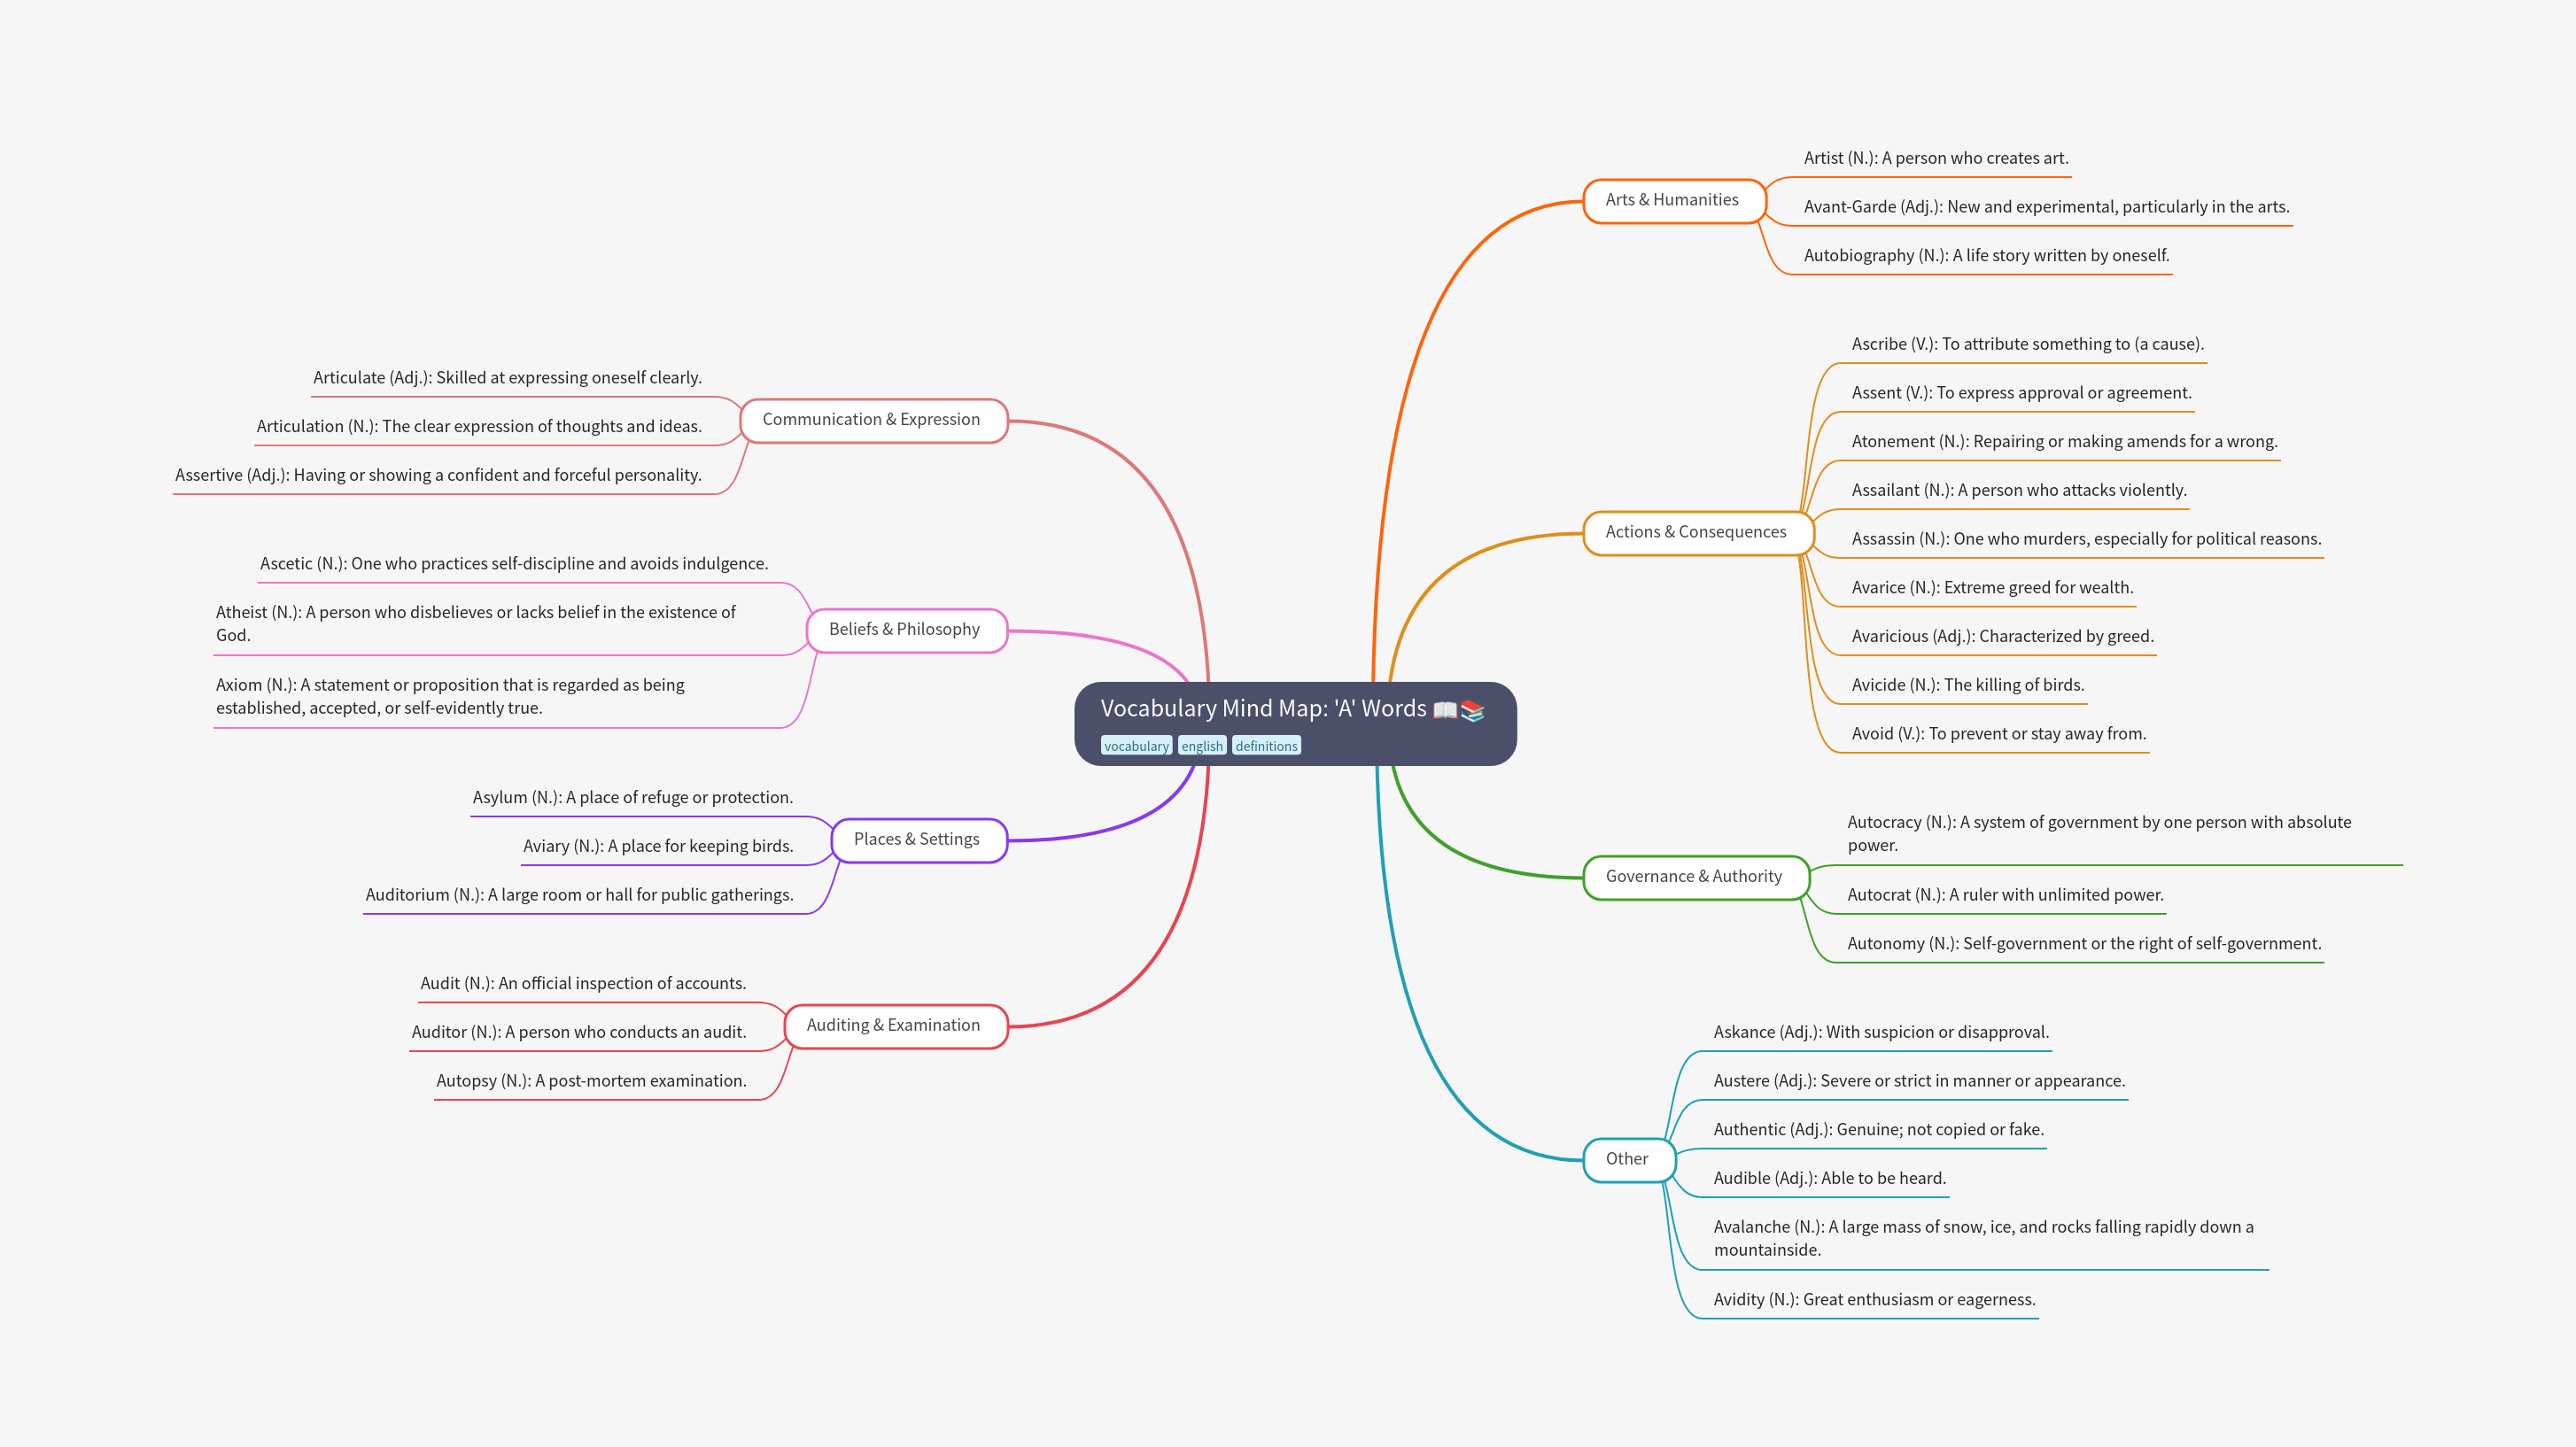 Vocabulary Mind Map: 'A' Words 📖📚
vocabulary english definitions
Arts & Humanities
Artist (N.): A person who creates art.
Avant-Garde (Adj.): New and experimental, particularly in the arts.
Autobiography (N.): A life story written by oneself.
Actions & Consequences
Ascribe (V.): To attribute something to (a cause).
Assent (V.): To express approval or agreement.
Atonement (N.): Repairing or making amends for a wrong.
Assailant (N.): A person who attacks violently.
Assassin (N.): One who murders, especially for political reasons.
Avarice (N.): Extreme greed for wealth.
Avaricious (Adj.): Characterized by greed.
Avicide (N.): The killing of birds.
Avoid (V.): To prevent or stay away from.
Governance & Authority
Autocracy (N.): A system of government by one person with absolute
power.
Autocrat (N.): A ruler with unlimited power.
Autonomy (N.): Self-government or the right of self-government.
Other
Askance (Adj.): With suspicion or disapproval.
Austere (Adj.): Severe or strict in manner or appearance.
Authentic (Adj.): Genuine; not copied or fake.
Audible (Adj.): Able to be heard.
Avalanche (N.): A large mass of snow, ice, and rocks falling rapidly down a
mountainside.
Avidity (N.): Great enthusiasm or eagerness.
Communication & Expression
Articulate (Adj.): Skilled at expressing oneself clearly.
Articulation (N.): The clear expression of thoughts and ideas.
Assertive (Adj.): Having or showing a confident and forceful personality.
Beliefs & Philosophy
Ascetic (N.): One who practices self-discipline and avoids indulgence.
Atheist (N.): A person who disbelieves or lacks belief in the existence of
God.
Axiom (N.): A statement or proposition that is regarded as being
established, accepted, or self-evidently true.
Places & Settings
Asylum (N.): A place of refuge or protection.
Aviary (N.): A place for keeping birds.
Auditorium (N.): A large room or hall for public gatherings.
Auditing & Examination
Audit (N.): An official inspection of accounts.
Auditor (N.): A person who conducts an audit.
Autopsy (N.): A post-mortem examination.